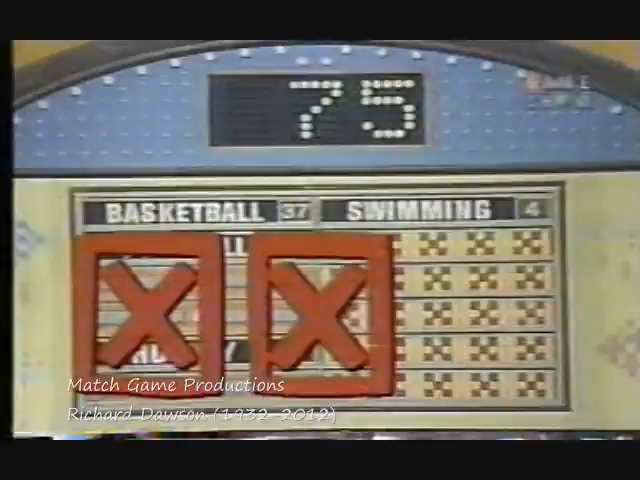 75
BASKETBALL 37 SWIMMING 4
X X
Match Game Productions
Richard Dawson (1932-2012)